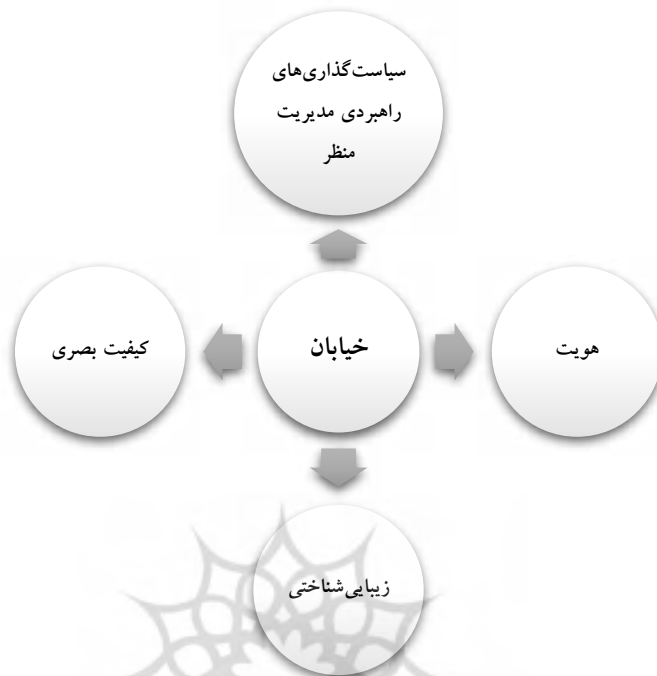 سیاست‌گذاری‌های
راهبردی مدیریت
منظر
هویت
خیابان
کیفیت بصری
زیبایی‌شناختی